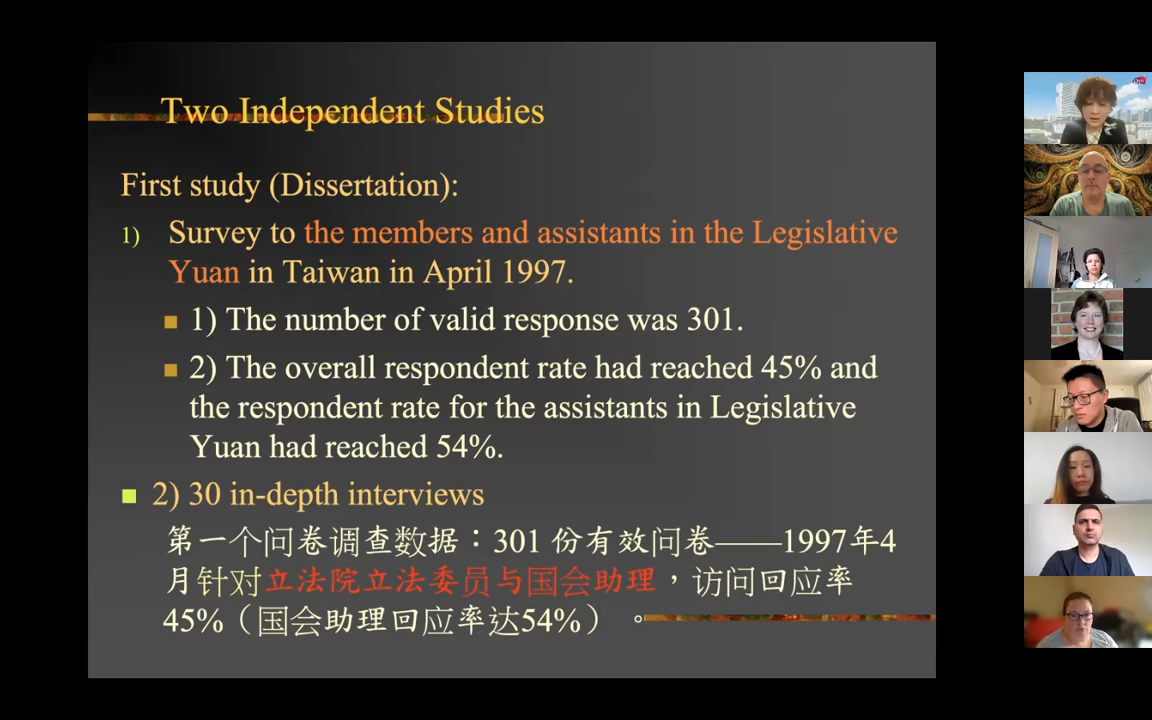 Two Independent Studies
First study (Dissertation):
1) Survey to the members and assistants in the Legislative
Yuan in Taiwan in April 1997.
1) The number of valid response was 301.
2) The overall respondent rate had reached 45% and
the respondent rate for the assistants in Legislative
Yuan had reached 54%.
2) 30 in-depth interviews
第一个问卷调查数据：301 份有效问卷——1997年4
月针对立法院立法委员与国会助理，访问回应率
45%（国会助理回应率达54%）。